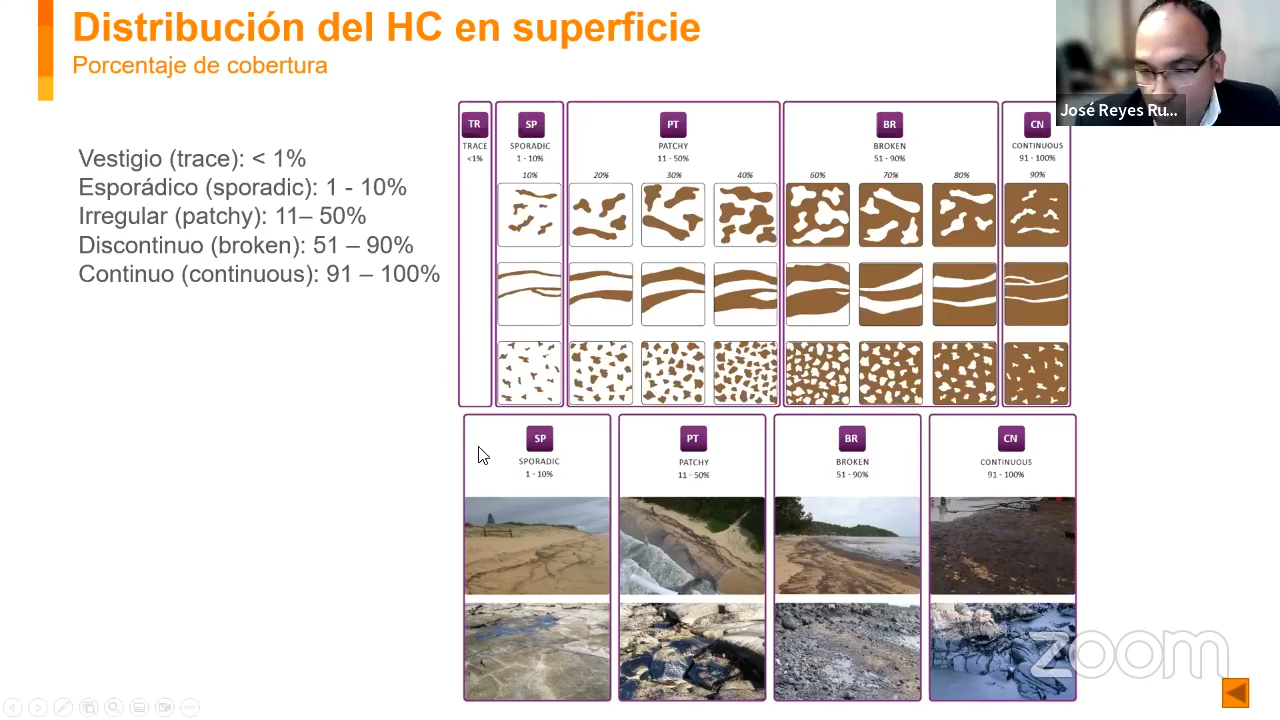 Distribución del HC en superficie
Porcentaje de cobertura
José Reyes Ru...
Vestigio (trace): < 1%
Esporádico (sporadic): 1 - 10%
Irregular (patchy): 11– 50%
Discontinuo (broken): 51 – 90%
Continuo (continuous): 91 – 100%
TR SP PT BR CN
TRACE SPORADIC PATCHY BROKEN CONTINUOUS
<1% 1 - 10% 11 - 50% 51 - 90% 91 - 100%
10% 20% 30% 40% 60% 70% 80% 90%
SP PT BR CN
SPORADIC PATCHY BROKEN CONTINUOUS
1 - 10% 11 - 50% 51 - 90% 91 - 100%
zoom